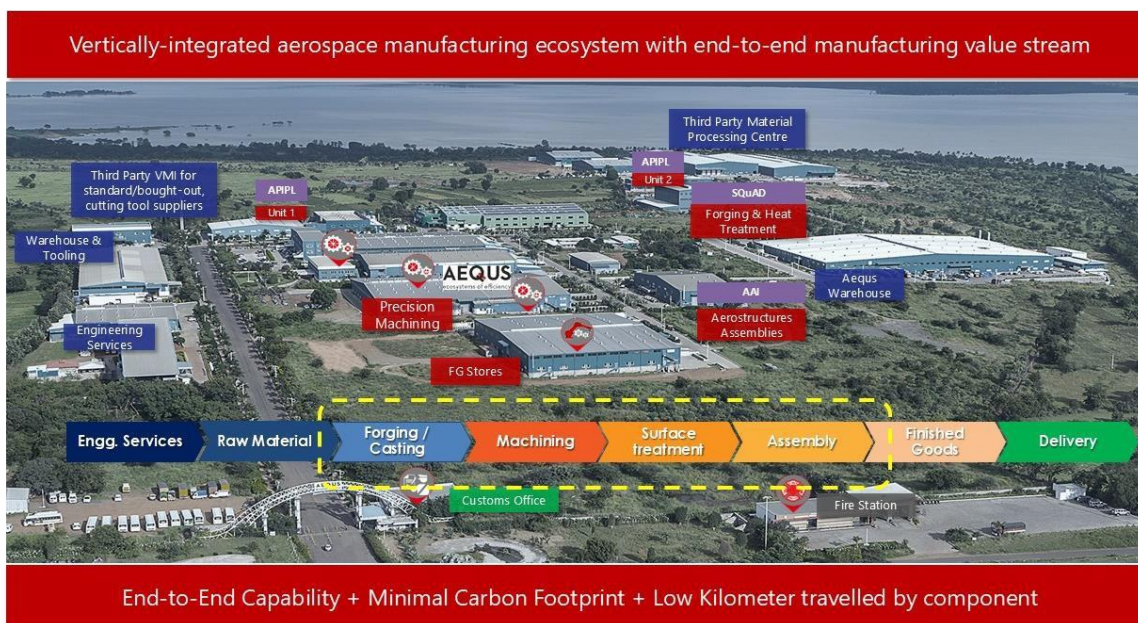 Vertically-integrated aerospace manufacturing ecosystem with end-to-end manufacturing value stream
Third Party Material
Processing Centre
Third Party VMI for
standard/bought-out,
cutting tool suppliers
APIPL
Unit 1
APIPL
Unit 2
SQuAD
Forging & Heat
Treatment
Warehouse &
Tooling
AEQUS
ecosystems of efficiency
Aequs
Warehouse
Precision
Machining
AAI
Aerostructures
Assemblies
Engineering
Services
FG Stores
Engg. Services
Raw Material
Forging /
Casting
Machining
Surface
treatment
Assembly
Finished
Goods
Delivery
AEQUS
Customs Office
Fire Station
End-to-End Capability + Minimal Carbon Footprint + Low Kilometer travelled by component